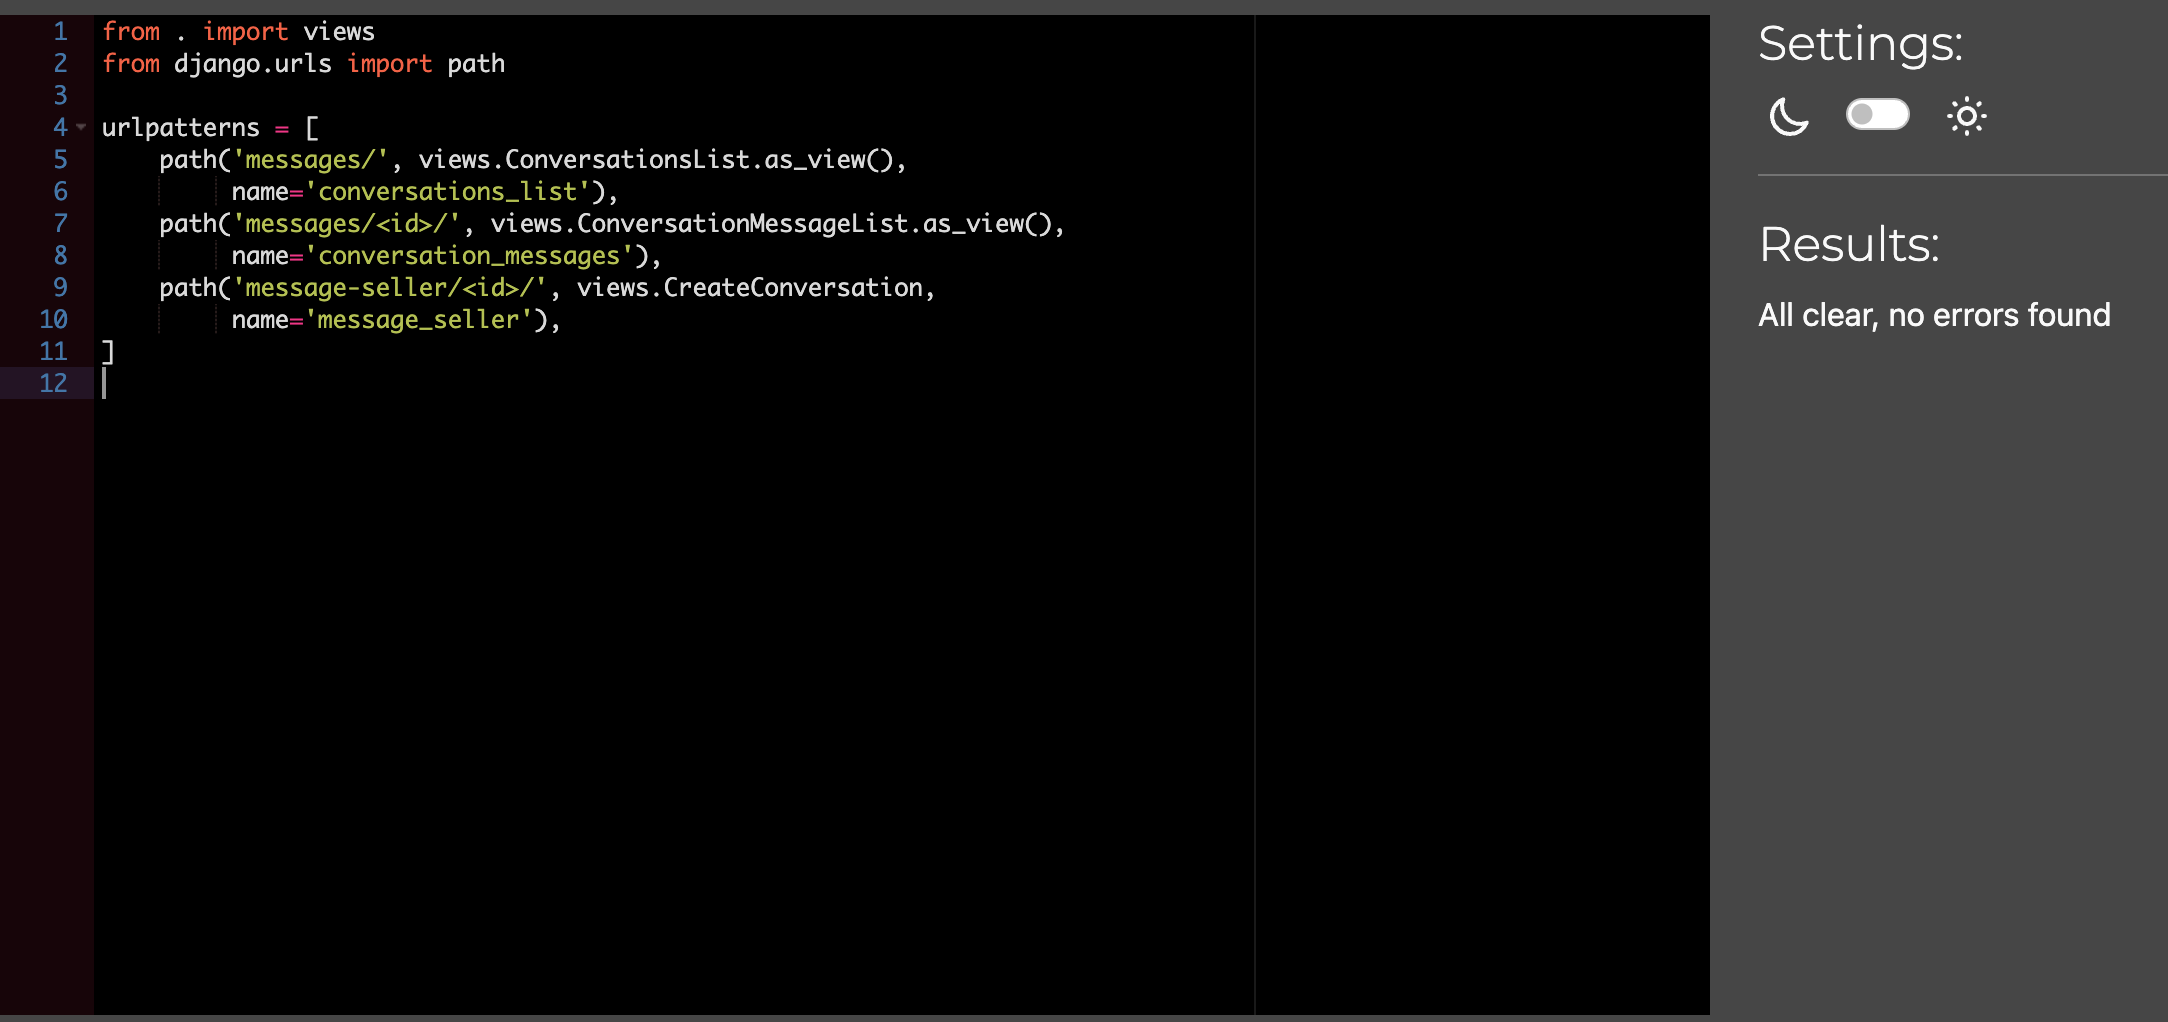 1 from . import views
2 from django.urls import path
3
4 urlpatterns = [
5     path('messages/', views.ConversationsList.as_view(),
6          name='conversations_list'),
7     path('messages/<id>/', views.ConversationMessageList.as_view(),
8          name='conversation_messages'),
9     path('message-seller/<id>/', views.CreateConversation,
10          name='message_seller'),
11 ]
12
Settings:
Results:
All clear, no errors found